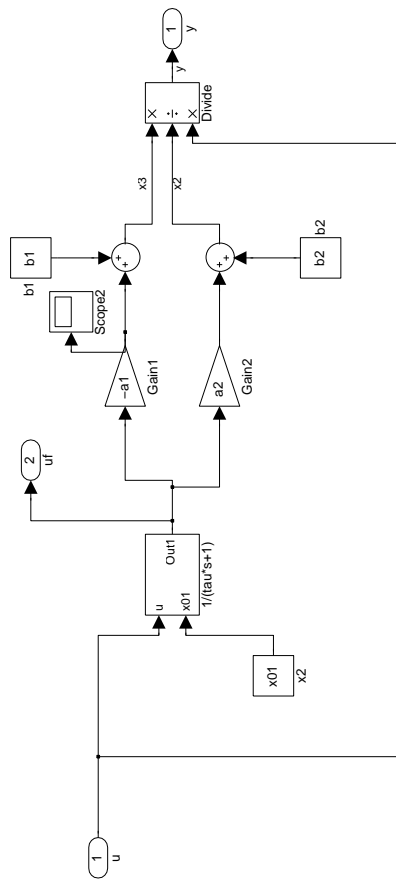 1
u
x01
x2
u
x01
Out1
1/(tau*s+1)
2
uf
−a1
Gain1
a2
Gain2
Scope2
b1
b1
+
+
+
+
b2
b2
x3
x2
×
÷
×
Divide
y
1
y